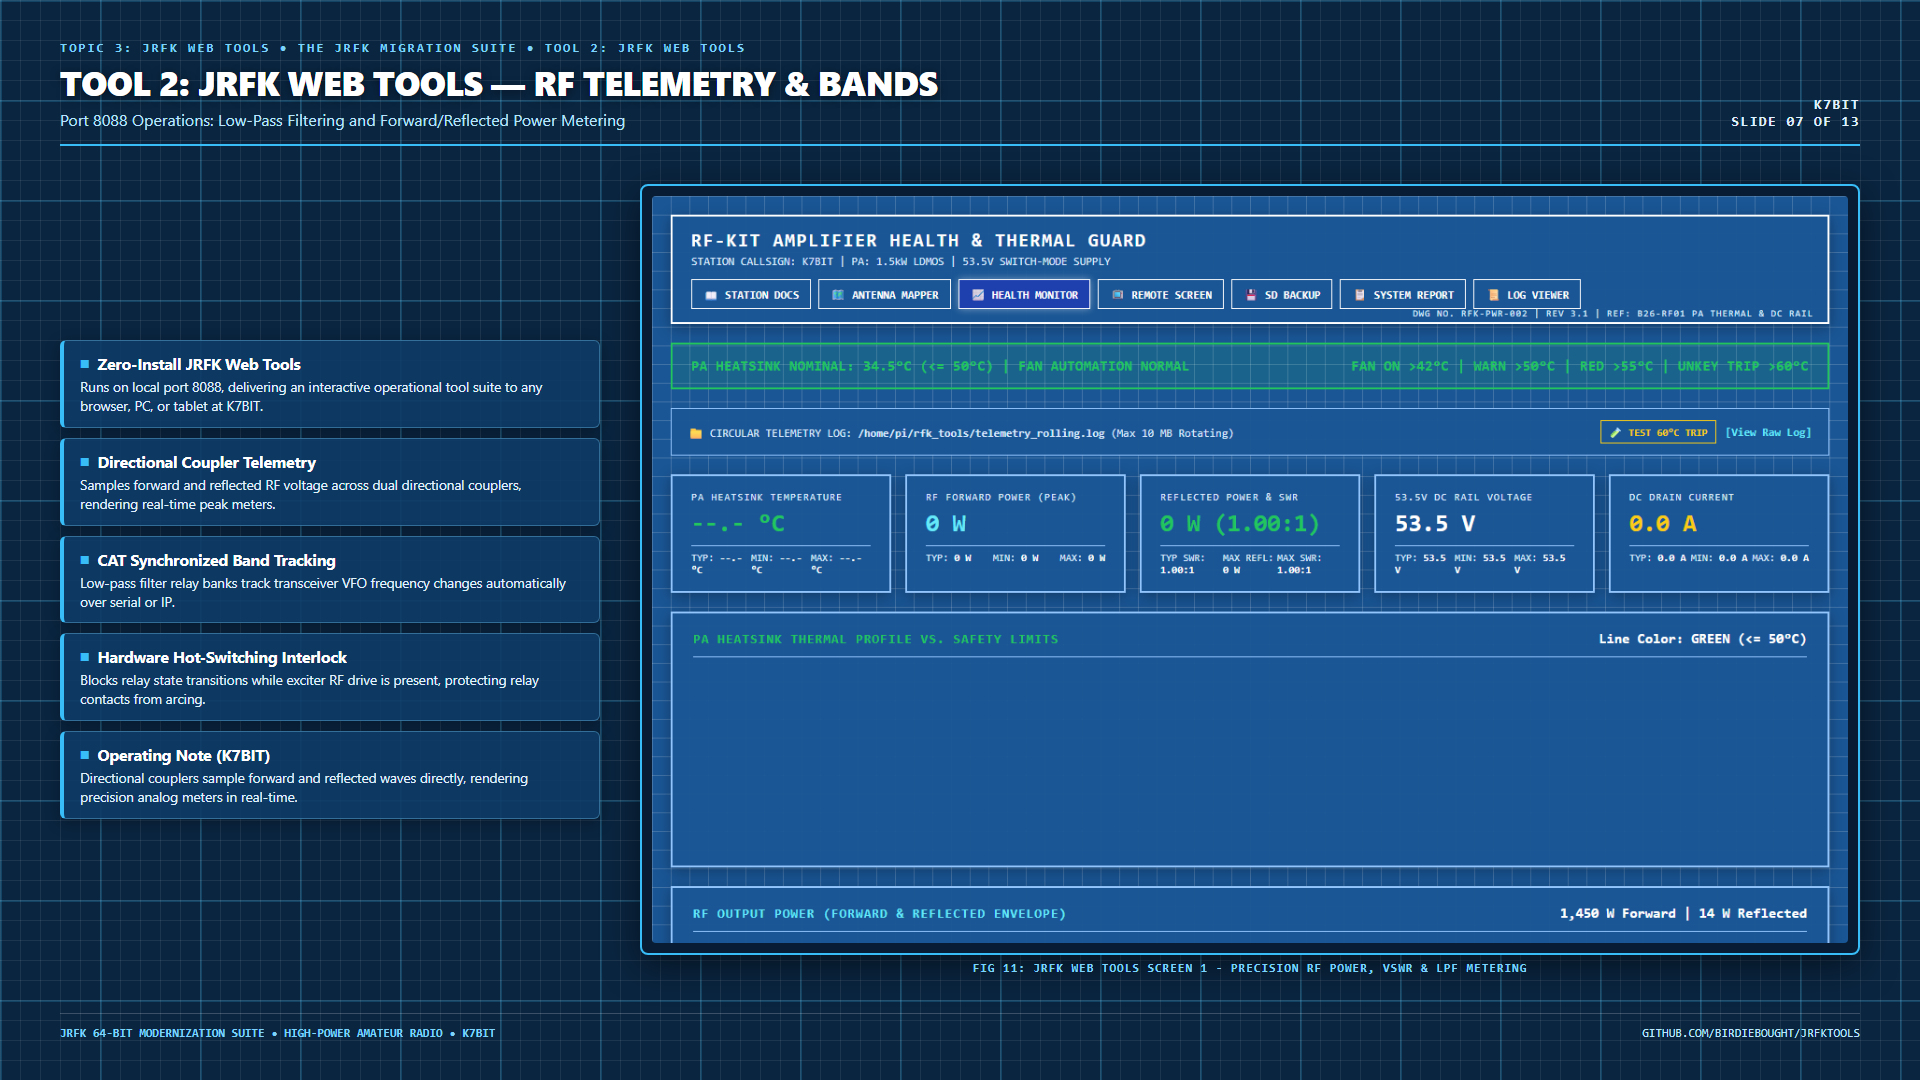 TOPIC 3: JRFK WEB TOOLS ● THE JRFK MIGRATION SUITE ● TOOL 2: JRFK WEB TOOLS
TOOL 2: JRFK WEB TOOLS — RF TELEMETRY & BANDS
Port 8088 Operations: Low-Pass Filtering and Forward/Reflected Power Metering
K7BIT
SLIDE 07 OF 13
■ Zero-Install JRFK Web Tools
Runs on local port 8088, delivering an interactive operational tool suite to any
browser, PC, or tablet at K7BIT.
■ Directional Coupler Telemetry
Samples forward and reflected RF voltage across dual directional couplers,
rendering real-time peak meters.
■ CAT Synchronized Band Tracking
Low-pass filter relay banks track transceiver VFO frequency changes automatically
over serial or IP.
■ Hardware Hot-Switching Interlock
Blocks relay state transitions while exciter RF drive is present, protecting relay
contacts from arcing.
■ Operating Note (K7BIT)
Directional couplers sample forward and reflected waves directly, rendering
precision analog meters in real-time.
RF-KIT AMPLIFIER HEALTH & THERMAL GUARD
STATION CALLSIGN: K7BIT | PA: 1.5kW LDMOS | 53.5V SWITCH-MODE SUPPLY
STATION DOCS ANTENNA MAPPER HEALTH MONITOR REMOTE SCREEN SD BACKUP SYSTEM REPORT LOG VIEWER
DWG NO. RFK-PWR-002 | REV 3.1 | REF: B26-RF01 PA THERMAL & DC RAIL
PA HEATSINK NOMINAL: 34.5°C (<= 50°C) | FAN AUTOMATION NORMAL FAN ON >42°C | WARN >50°C | RED >55°C | UNKEY TRIP >60°C
CIRCULAR TELEMETRY LOG: /home/pi/rfk_tools/telemetry_rolling.log (Max 10 MB Rotating) TEST 60°C TRIP [View Raw Log]
PA HEATSINK TEMPERATURE
--.- °C
TYP: --.- °C MIN: --.- °C MAX: --.- °C
RF FORWARD POWER (PEAK)
0 W
TYP: 0 W MIN: 0 W MAX: 0 W
REFLECTED POWER & SWR
0 W (1.00:1)
TYP SWR: 1.00:1 MAX REFL: 0 W MAX SWR: 1.00:1
53.5V DC RAIL VOLTAGE
53.5 V
TYP: 53.5 V MIN: 53.5 V MAX: 53.5 V
DC DRAIN CURRENT
0.0 A
TYP: 0.0 A MIN: 0.0 A MAX: 0.0 A
PA HEATSINK THERMAL PROFILE VS. SAFETY LIMITS Line Color: GREEN (<= 50°C)
RF OUTPUT POWER (FORWARD & REFLECTED ENVELOPE) 1,450 W Forward | 14 W Reflected
FIG 11: JRFK WEB TOOLS SCREEN 1 - PRECISION RF POWER, VSWR & LPF METERING
JRFK 64-BIT MODERNIZATION SUITE ● HIGH-POWER AMATEUR RADIO ● K7BIT
GITHUB.COM/BIRDIEBOUGHT/JRFKTOOLS